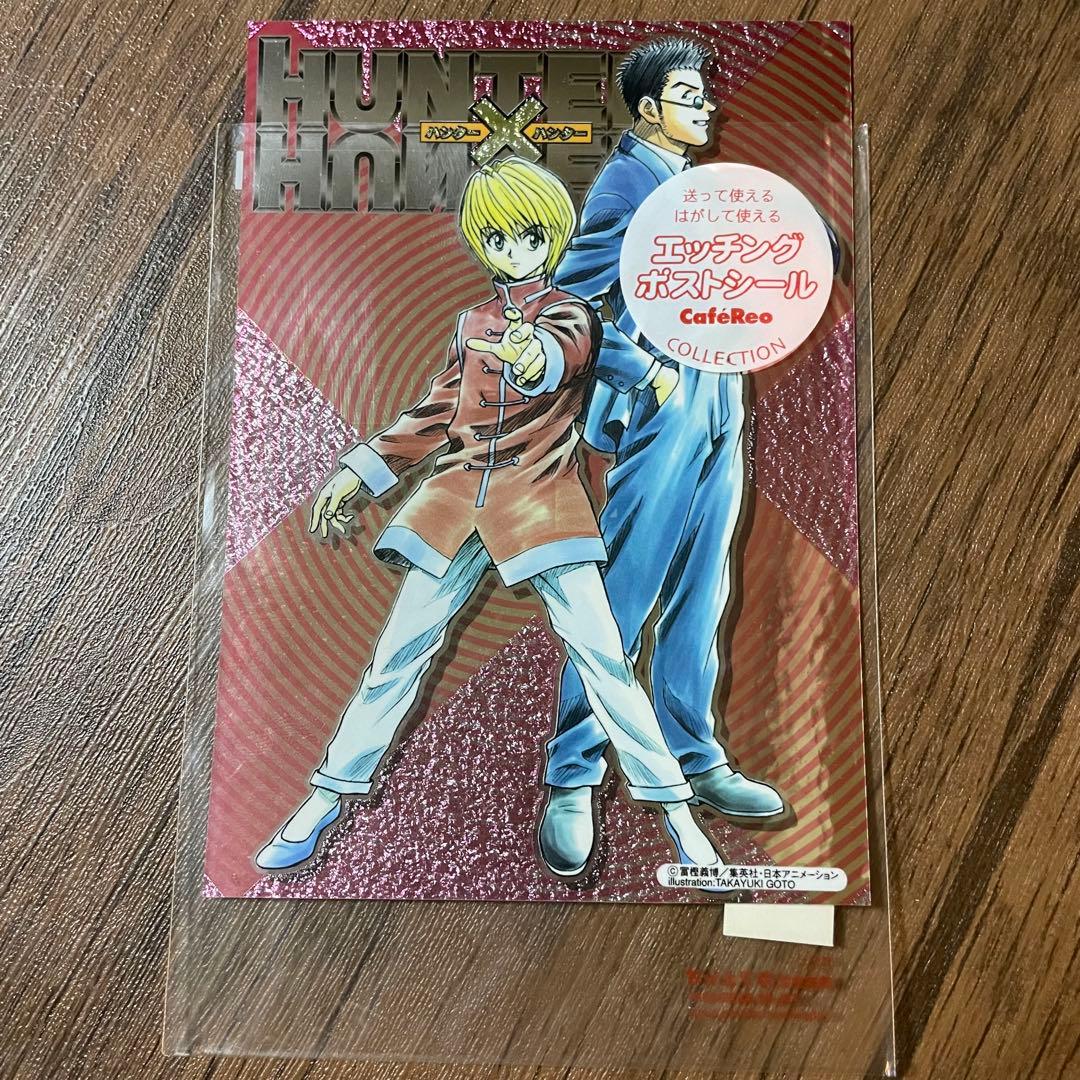 HUNTE
ハンター×ハンター
HUNTE
送って使える
はがして使える
エッチング
ポストシール
CaféReo
COLLECTION
©冨樫義博/集英社・日本アニメーション
illustration:TAKAYUKI GOTO